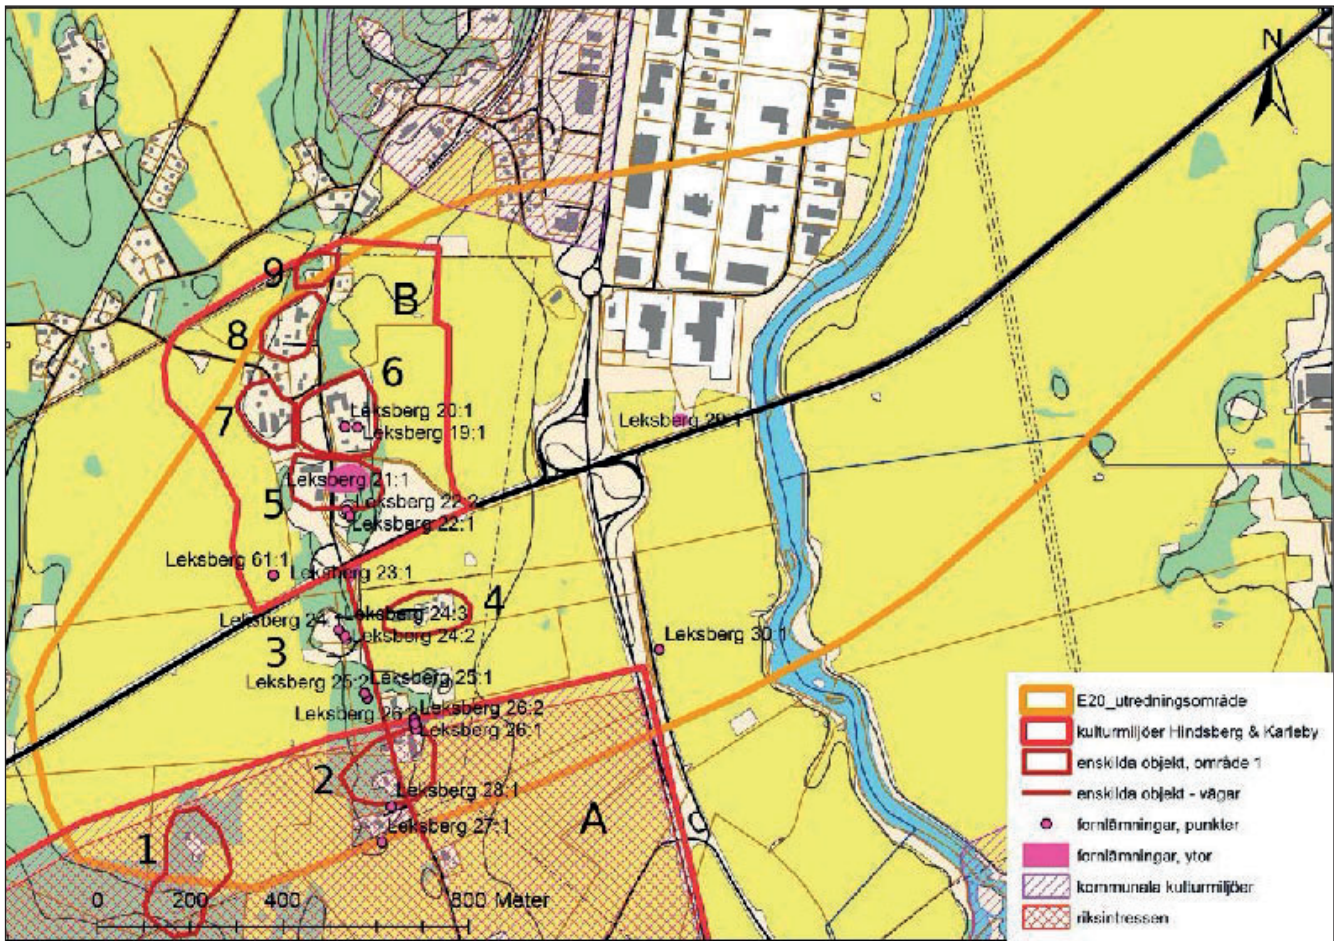 N
9
B
8
6
Leksberg 20:1
Leksberg 29:1
7
Leksberg 19:1
Leksberg 21:1
5
Leksberg 22:2
Leksberg 22:1
Leksberg 61:1
Leksberg 23:1
4
Leksberg 24:3
Leksberg 24:1
Leksberg 24:2
3
Leksberg 30:1
Leksberg 25:1
Leksberg 25:2
Leksberg 26:2
Leksberg 26:3
Leksberg 26:1
2
Leksberg 28:1
A
Leksberg 27:1
1
0 200 400 800 Meter
E20_utredningsområde
kulturmiljöer Hindsberg & Karleby
enskilda objekt, område 1
enskilda objekt - vägar
fornlämningar, punkter
fornlämningar, ytor
kommunala kulturmiljöer
riksintressen